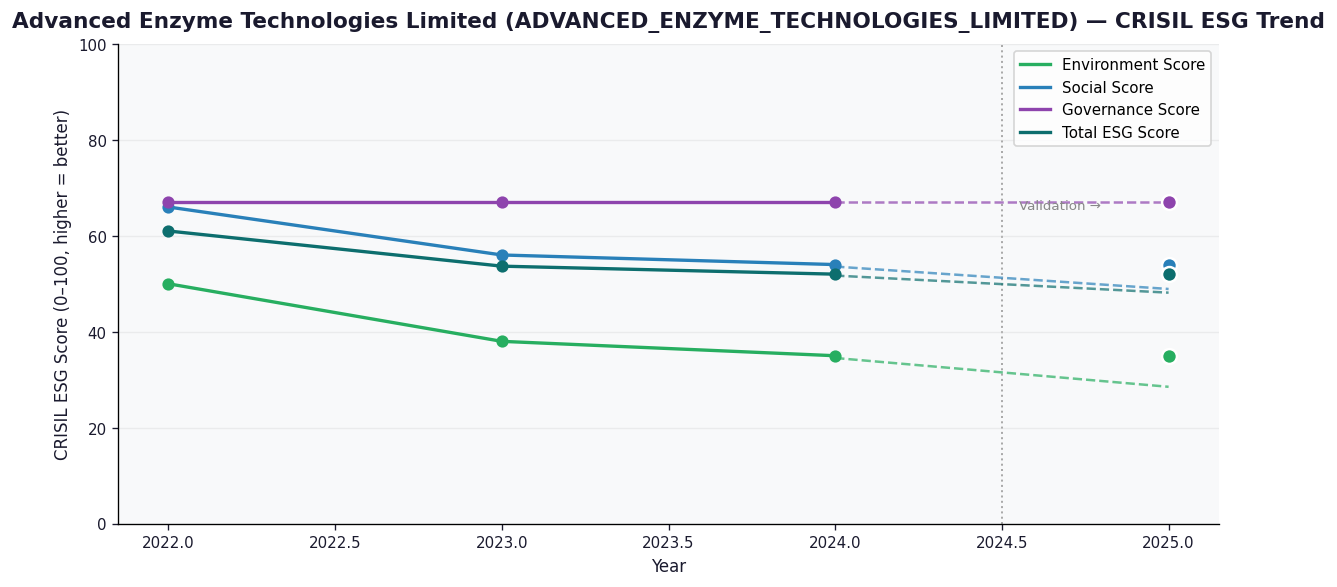 Advanced Enzyme Technologies Limited (ADVANCED_ENZYME_TECHNOLOGIES_LIMITED) — CRISIL ESG Trend
CRISIL ESG Score (0–100, higher = better)
100
80
60
40
20
0
Environment Score
Social Score
Governance Score
Total ESG Score
Validation →
2022.0
2022.5
2023.0
2023.5
2024.0
2024.5
2025.0
Year